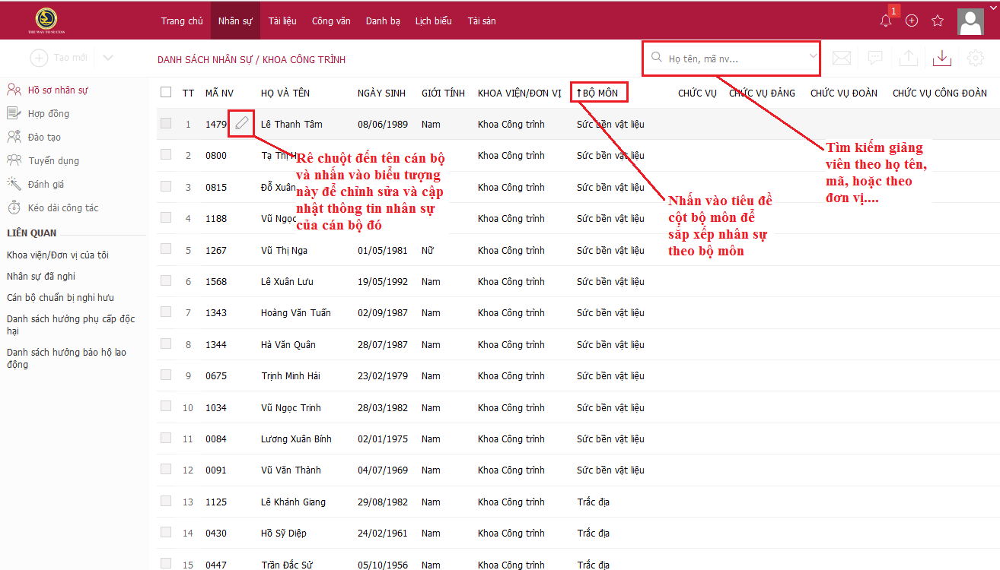 THE WAY TO SUCESS
Trang chủ Nhân sự Tài liệu Công văn Danh bạ Lịch biểu Tài sản
1
Tạo mới
DANH SÁCH NHÂN SỰ / KHOA CÔNG TRÌNH
Họ tên, mã nv...
Hồ sơ nhân sự
Hợp đồng
Đào tạo
Tuyển dụng
Đánh giá
Kéo dài công tác
LIÊN QUAN
Khoa viện/Đơn vị của tôi
Nhân sự đã nghỉ
Cán bộ chuẩn bị nghỉ hưu
Danh sách hưởng phụ cấp độc
hại
Danh sách hưởng bảo hộ lao
động
TT MÃ NV HỌ VÀ TÊN NGÀY SINH GIỚI TÍNH KHOA VIỆN/ĐƠN VỊ ↑BỘ MÔN CHỨC VỤ CHỨC VỤ ĐẢNG CHỨC VỤ ĐOÀN CHỨC VỤ CÔNG ĐOÀN
1 1479 Lê Thanh Tâm 08/06/1989 Nam Khoa Công trình Sức bền vật liệu
2 0800 Tạ Thị Khoa Công trình Sức bền vật liệu
3 0815 Đỗ Xuân Khoa Công trình Sức bền vật liệu
4 1188 Vũ Ngọc Khoa Công trình Sức bền vật liệu
5 1267 Vũ Thị Nga 01/05/1981 Nữ Khoa Công trình Sức bền vật liệu
6 1568 Lê Xuân Lưu 19/05/1992 Nam Khoa Công trình Sức bền vật liệu
7 1343 Hoàng Văn Tuấn 02/09/1987 Nam Khoa Công trình Sức bền vật liệu
8 1344 Hà Văn Quân 28/07/1987 Nam Khoa Công trình Sức bền vật liệu
9 0675 Trịnh Minh Hải 23/02/1979 Nam Khoa Công trình Sức bền vật liệu
10 1034 Vũ Ngọc Trinh 28/03/1982 Nam Khoa Công trình Sức bền vật liệu
11 0084 Lương Xuân Bính 02/01/1975 Nam Khoa Công trình Sức bền vật liệu
12 0091 Vũ Văn Thành 04/07/1969 Nam Khoa Công trình Sức bền vật liệu
13 1125 Lê Khánh Giang 29/08/1982 Nam Khoa Công trình Trắc địa
14 0430 Hồ Sỹ Diệp 24/02/1961 Nam Khoa Công trình Trắc địa
15 0447 Trần Đắc Sử 05/10/1956 Nam Khoa Công trình Trắc địa
Rê chuột đến tên cán bộ
và nhấn vào biểu tượng
này để chỉnh sửa và cập
nhật thông tin nhân sự
của cán bộ đó
Nhấn vào tiêu đề
cột bộ môn để
sắp xếp nhân sự
theo bộ môn
Tìm kiếm giảng
viên theo họ tên,
mã, hoặc theo
đơn vị....